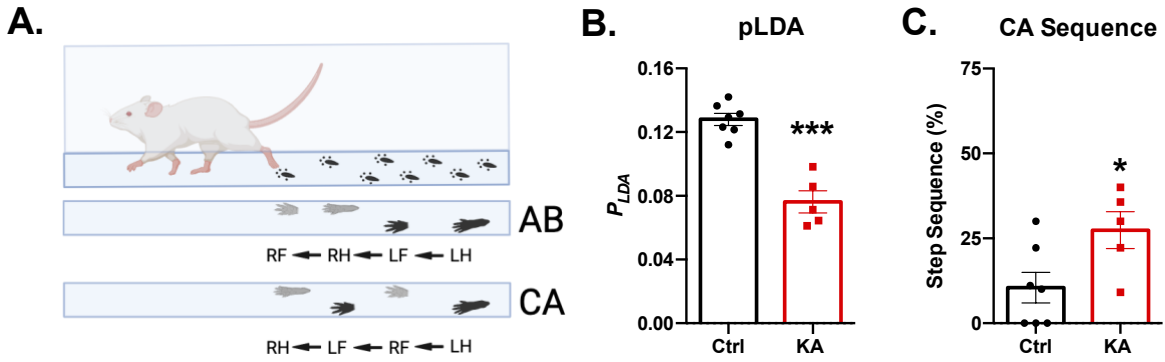 A.
AB
RF ← RH ← LF ← LH
CA
RH ← LF ← RF ← LH
B.
pLDA
P_LDA
0.16
0.12
0.08
0.04
0.00
***
Ctrl KA
C.
CA Sequence
Step Sequence (%)
75
50
25
0
*
Ctrl KA